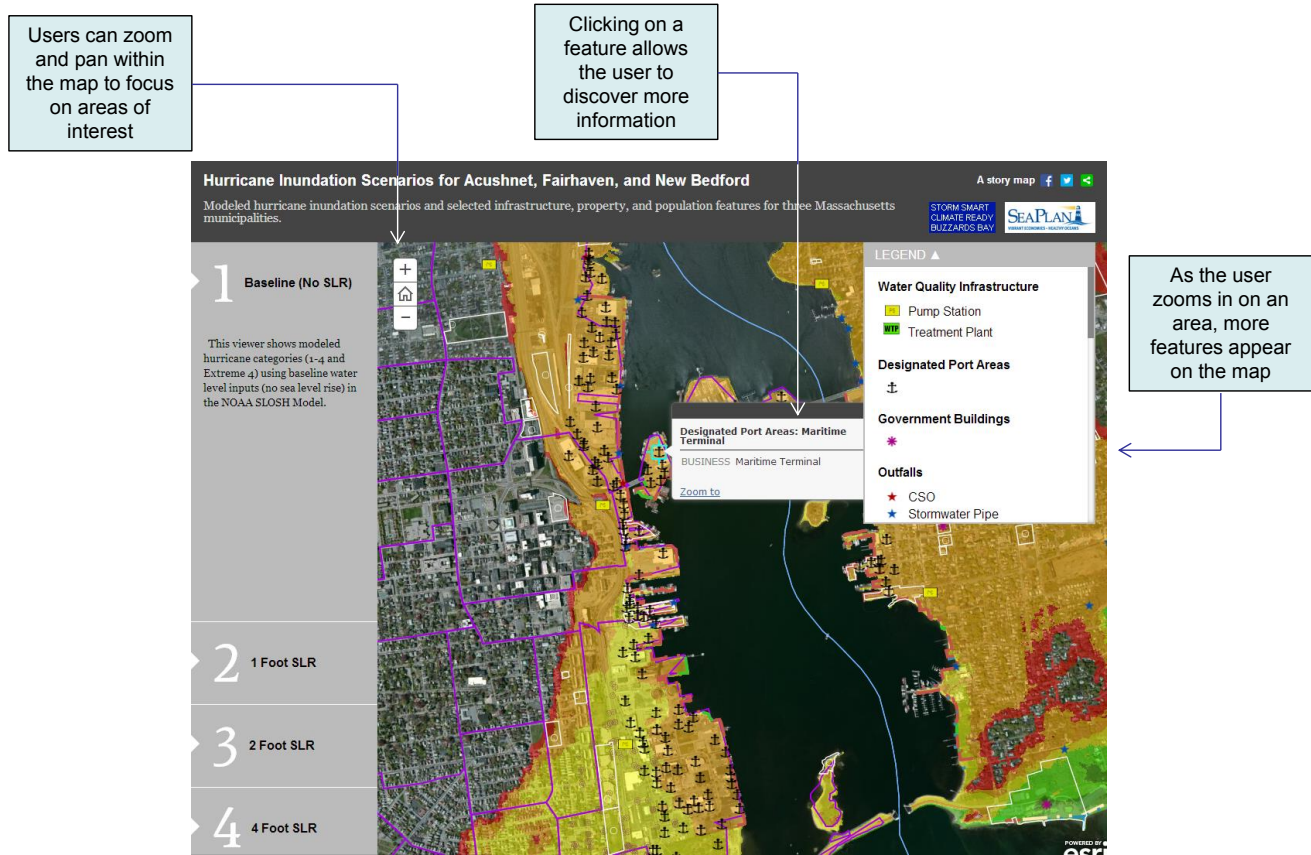 Users can zoom
and pan within
the map to focus
on areas of
interest
Clicking on a
feature allows
the user to
discover more
information
Hurricane Inundation Scenarios for Acushnet, Fairhaven, and New Bedford
Modeled hurricane inundation scenarios and selected infrastructure, property, and population features for three Massachusetts
municipalities.
A story map
STORM SMART
CLIMATE READY
BUZZARDS BAY
SEAPLAN
VIBRANT ECONOMIES - HEALTHY OCEANS
1 Baseline (No SLR)
This viewer shows modeled
hurricane categories (1-4 and
Extreme 4) using baseline water
level inputs (no sea level rise) in
the NOAA SLOSH Model.
2 1 Foot SLR
3 2 Foot SLR
4 4 Foot SLR
+
−
Designated Port Areas: Maritime
Terminal
BUSINESS Maritime Terminal
Zoom to
LEGEND ▲
Water Quality Infrastructure
PS Pump Station
WTP Treatment Plant
Designated Port Areas
Government Buildings
Outfalls
CSO
Stormwater Pipe
As the user
zooms in on an
area, more
features appear
on the map
POWERED BY
esri